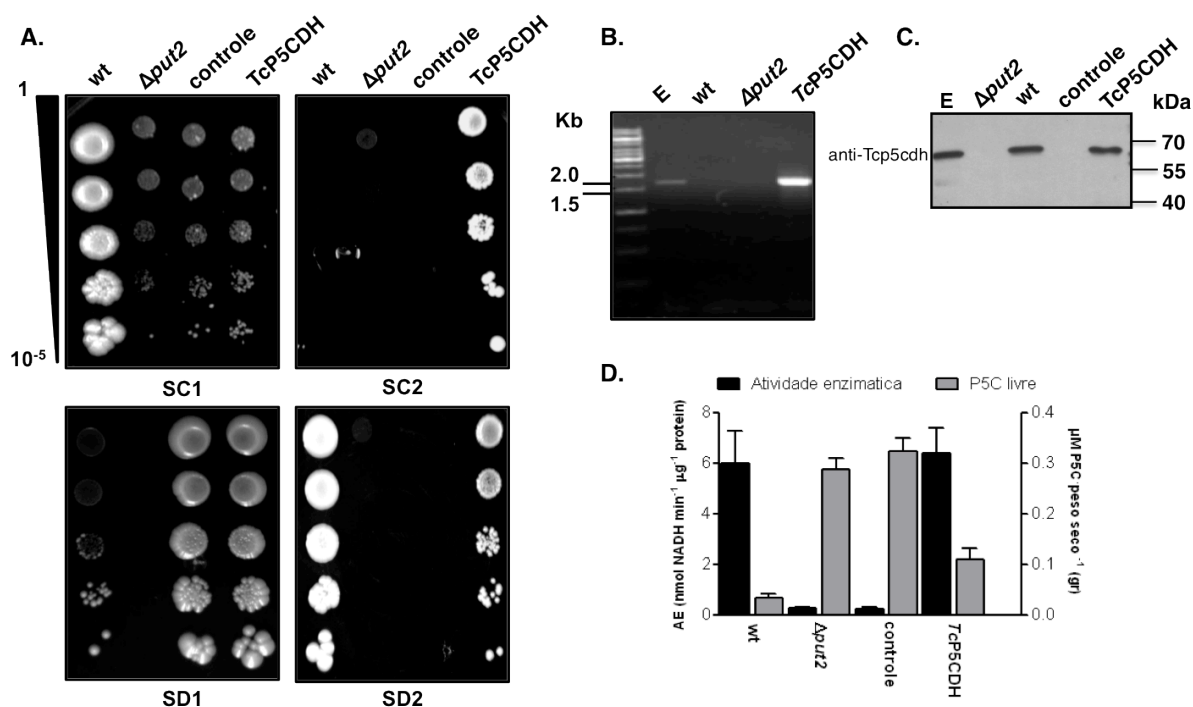 A.
wt Δput2 controle TcP5CDH
wt Δput2 controle TcP5CDH
1
10⁻⁵
SC1
SC2
SD1
SD2
B.
E wt Δput2 TcP5CDH
Kb
2.0
1.5
C.
E Δput2 wt controle TcP5CDH
kDa
anti-Tcp5cdh
70
55
40
D.
Atividade enzimatica
P5C livre
AE (nmol NADH min⁻¹ µg⁻¹ protein)
8
6
4
2
0
0.4
0.3
0.2
0.1
0.0
µM P5C peso seco⁻¹ (gr)
wt
Δput2
controle
TcP5CDH